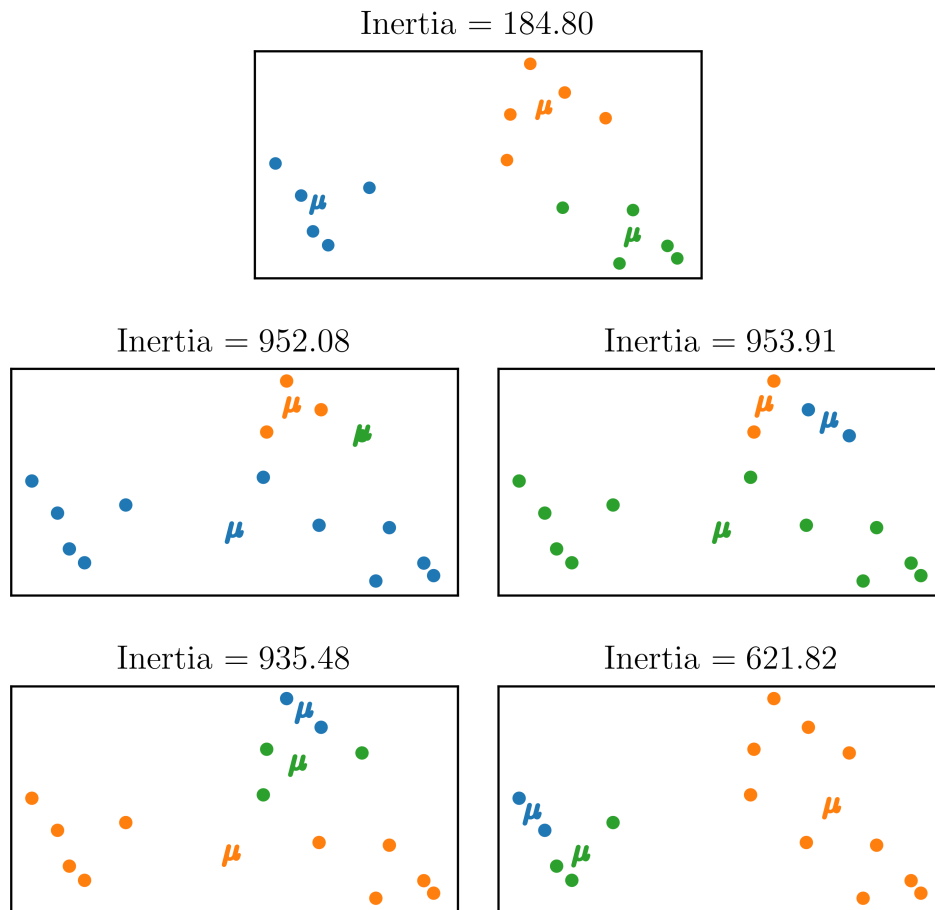 Inertia = 184.80
μ
μ
μ
Inertia = 952.08
Inertia = 953.91
μ
μ
μ
μ
μ
μ
Inertia = 935.48
Inertia = 621.82
μ
μ
μ
μ
μ
μ